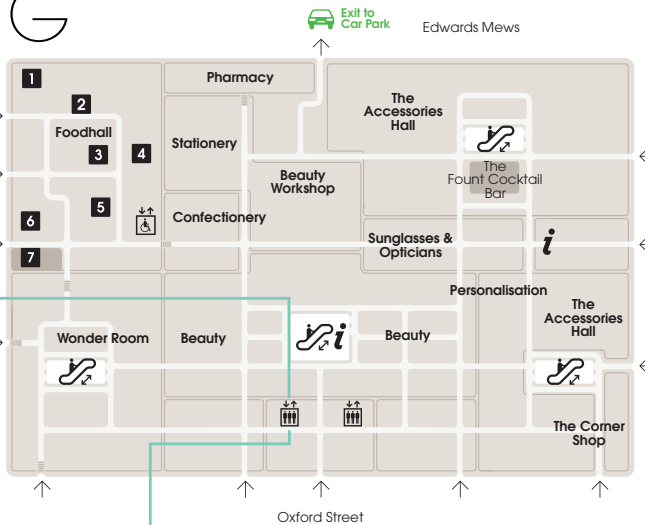 G
Exit to
Car Park
Edwards Mews
1
Pharmacy
2
The
Accessories
Hall
Foodhall
Stationery
3
4
The
Fount Cocktail
Bar
Beauty
Workshop
5
6
Confectionery
7
Sunglasses &
Opticians
i
Personalisation
The
Accessories
Hall
Wonder Room
Beauty
i
Beauty
The Corner
Shop
Oxford Street